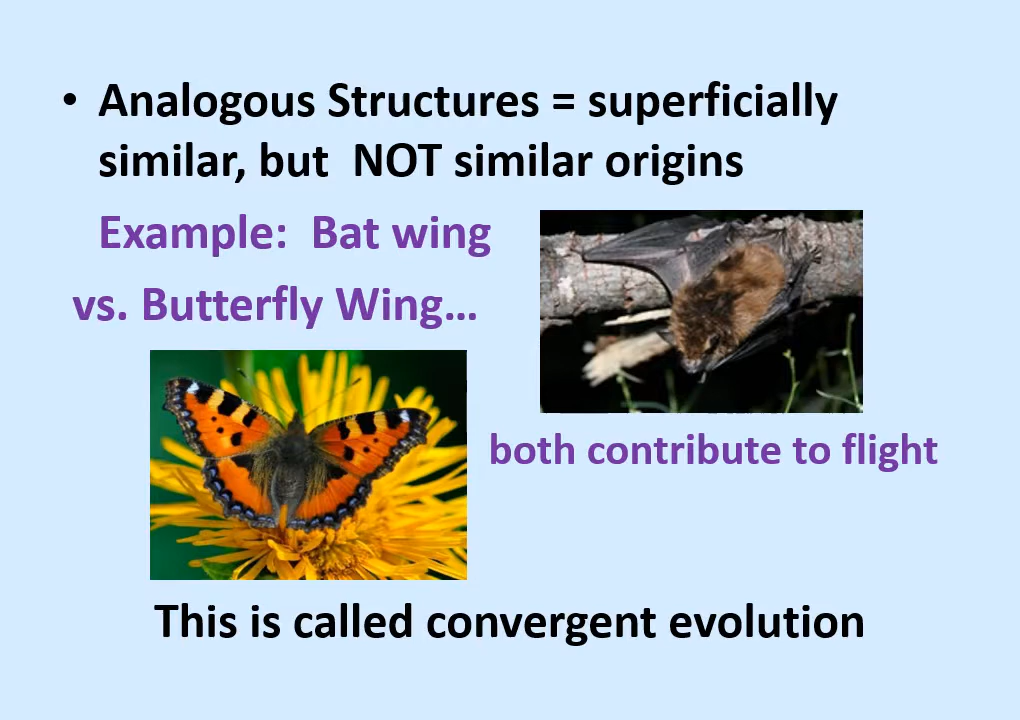 • Analogous Structures = superficially
similar, but  NOT similar origins
Example:  Bat wing
vs. Butterfly Wing...
both contribute to flight
This is called convergent evolution